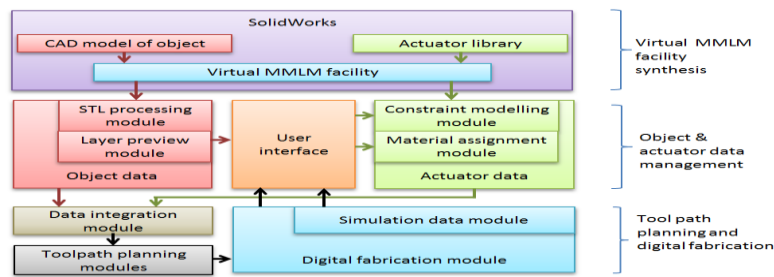 SolidWorks
CAD model of object
Actuator library
Virtual MMLM facility
Virtual MMLM
facility
synthesis
STL processing
module
Layer preview
module
Object data
User
interface
Constraint modelling
module
Material assignment
module
Actuator data
Object &
actuator data
management
Data integration
module
Toolpath planning
modules
Simulation data module
Digital fabrication module
Tool path
planning and
digital fabrication